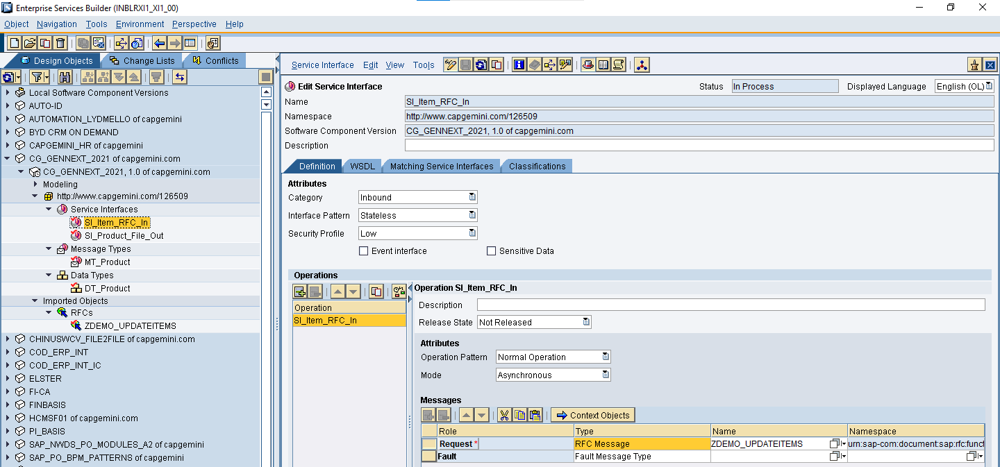 Enterprise Services Builder (INBLRXI1_XI1_00)
Object Navigation Tools Environment Perspective Help
Design Objects Change Lists Conflicts
Local Software Component Versions
AUTO-ID
AUTOMATION_LYDMELLO of capgemini
BYD CRM ON DEMAND
CAPGEMINI_HR of capgemini
CG_GENNEXT_2021 of capgemini.com
CG_GENNEXT_2021, 1.0 of capgemini.com
Modeling
http://www.capgemini.com/126509
Service Interfaces
SI_Item_RFC_In
SI_Product_File_Out
Message Types
MT_Product
Data Types
DT_Product
Imported Objects
RFCs
ZDEMO_UPDATEITEMS
CHINUSWCV_FILE2FILE of capgemini.com
COD_ERP_INT
COD_ERP_INT_IC
ELSTER
FI-CA
FINBASIS
HCMSF01 of capgemini.com
PI_BASIS
SAP_NWDS_PO_MODULES_A2 of capgemini
SAP_PO_BPM_PATTERNS of capgemini
Service Interface Edit View Tools
Edit Service Interface Status In Process Displayed Language English (OL)
Name SI_Item_RFC_In
Namespace http://www.capgemini.com/126509
Software Component Version CG_GENNEXT_2021, 1.0 of capgemini.com
Description
Definition WSDL Matching Service Interfaces Classifications
Attributes
Category Inbound
Interface Pattern Stateless
Security Profile Low
Event interface Sensitive Data
Operations
Operation
SI_Item_RFC_In
Operation SI_Item_RFC_In
Description
Release State Not Released
Attributes
Operation Pattern Normal Operation
Mode Asynchronous
Messages
Context Objects
Role Type Name Namespace
Request * RFC Message ZDEMO_UPDATEITEMS urn:sap-com:document:sap:rfc:funct
Fault Fault Message Type